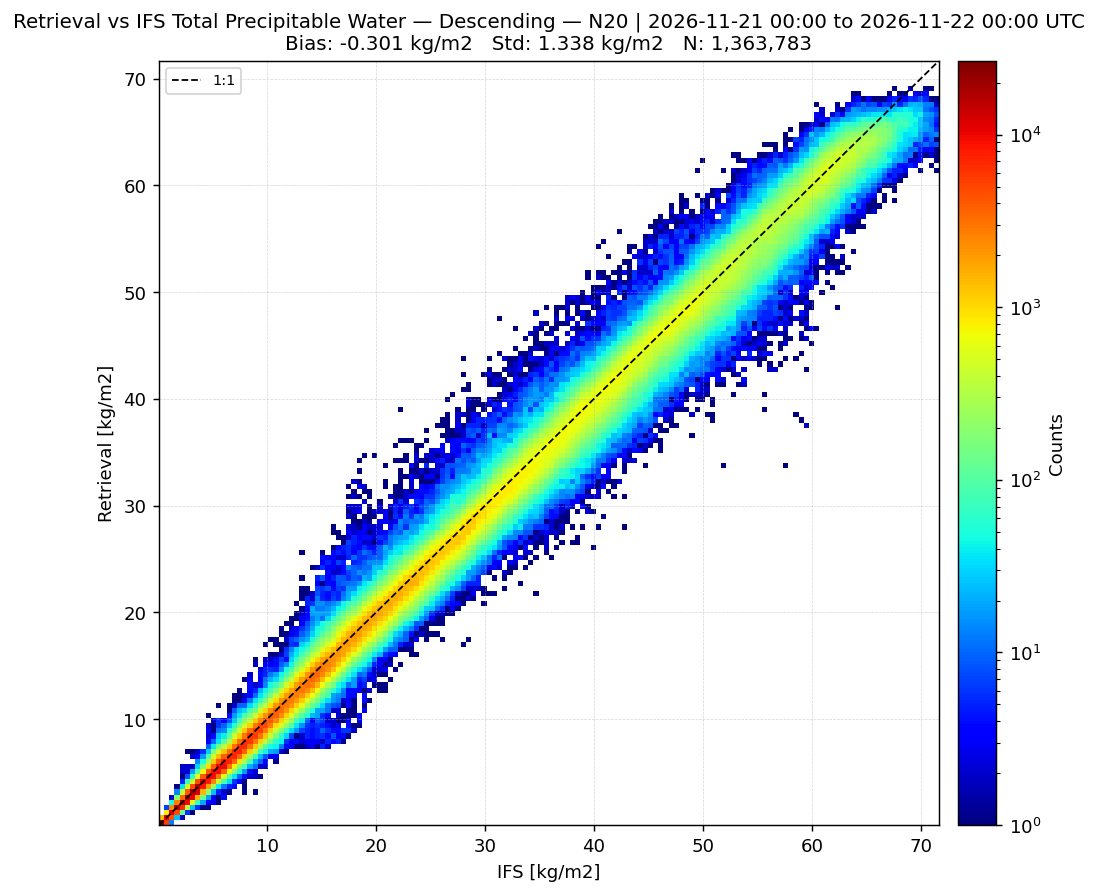 Retrieval vs IFS Total Precipitable Water — Descending — N20 | 2026-11-21 00:00 to 2026-11-22 00:00 UTC
Bias: -0.301 kg/m2   Std: 1.338 kg/m2   N: 1,363,783
1:1
70
60
50
40
30
20
10
Retrieval [kg/m2]
10 20 30 40 50 60 70
IFS [kg/m2]
10^4
10^3
10^2
10^1
10^0
Counts